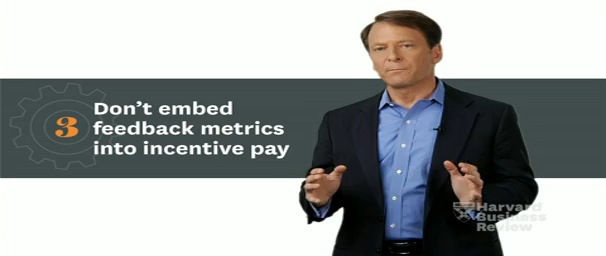 3
Don’t embed
feedback metrics
into incentive pay
Harvard
Business
Review